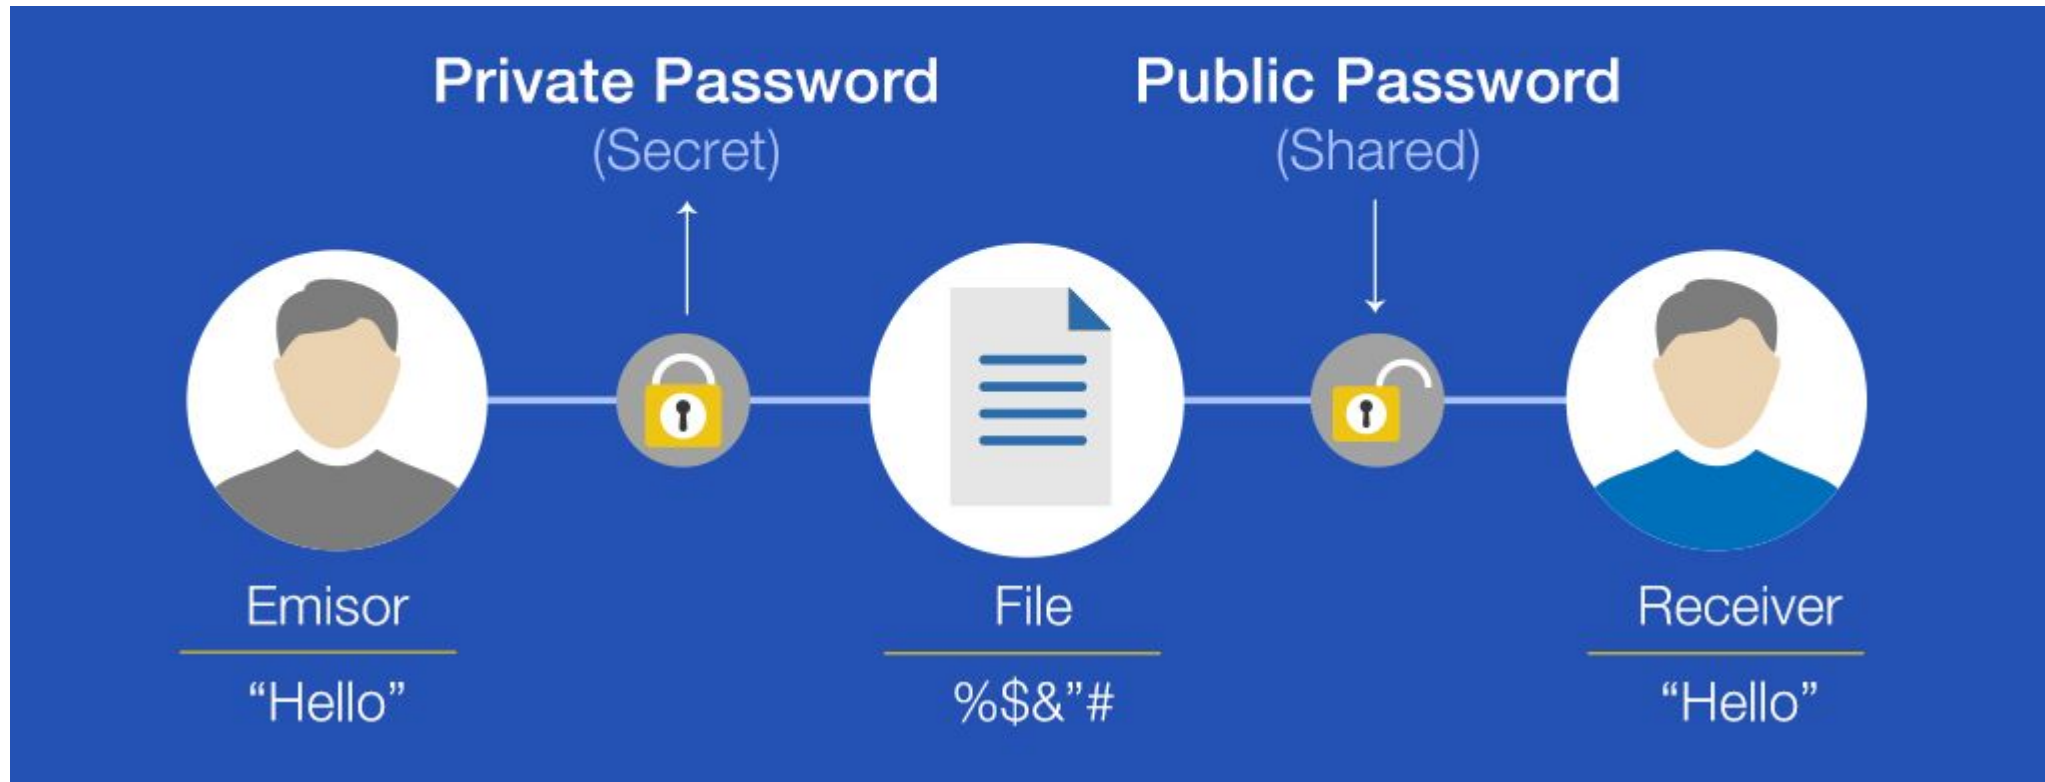 Private Password
(Secret)
Public Password
(Shared)
Emisor
“Hello”
File
%$&”#
Receiver
“Hello”